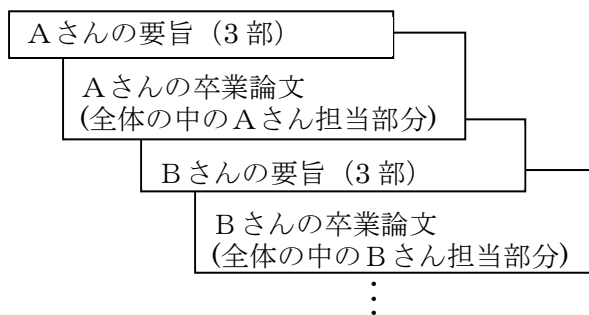 Aさんの要旨（3部）
Aさんの卒業論文
(全体の中のAさん担当部分)
Bさんの要旨（3部）
Bさんの卒業論文
(全体の中のBさん担当部分)